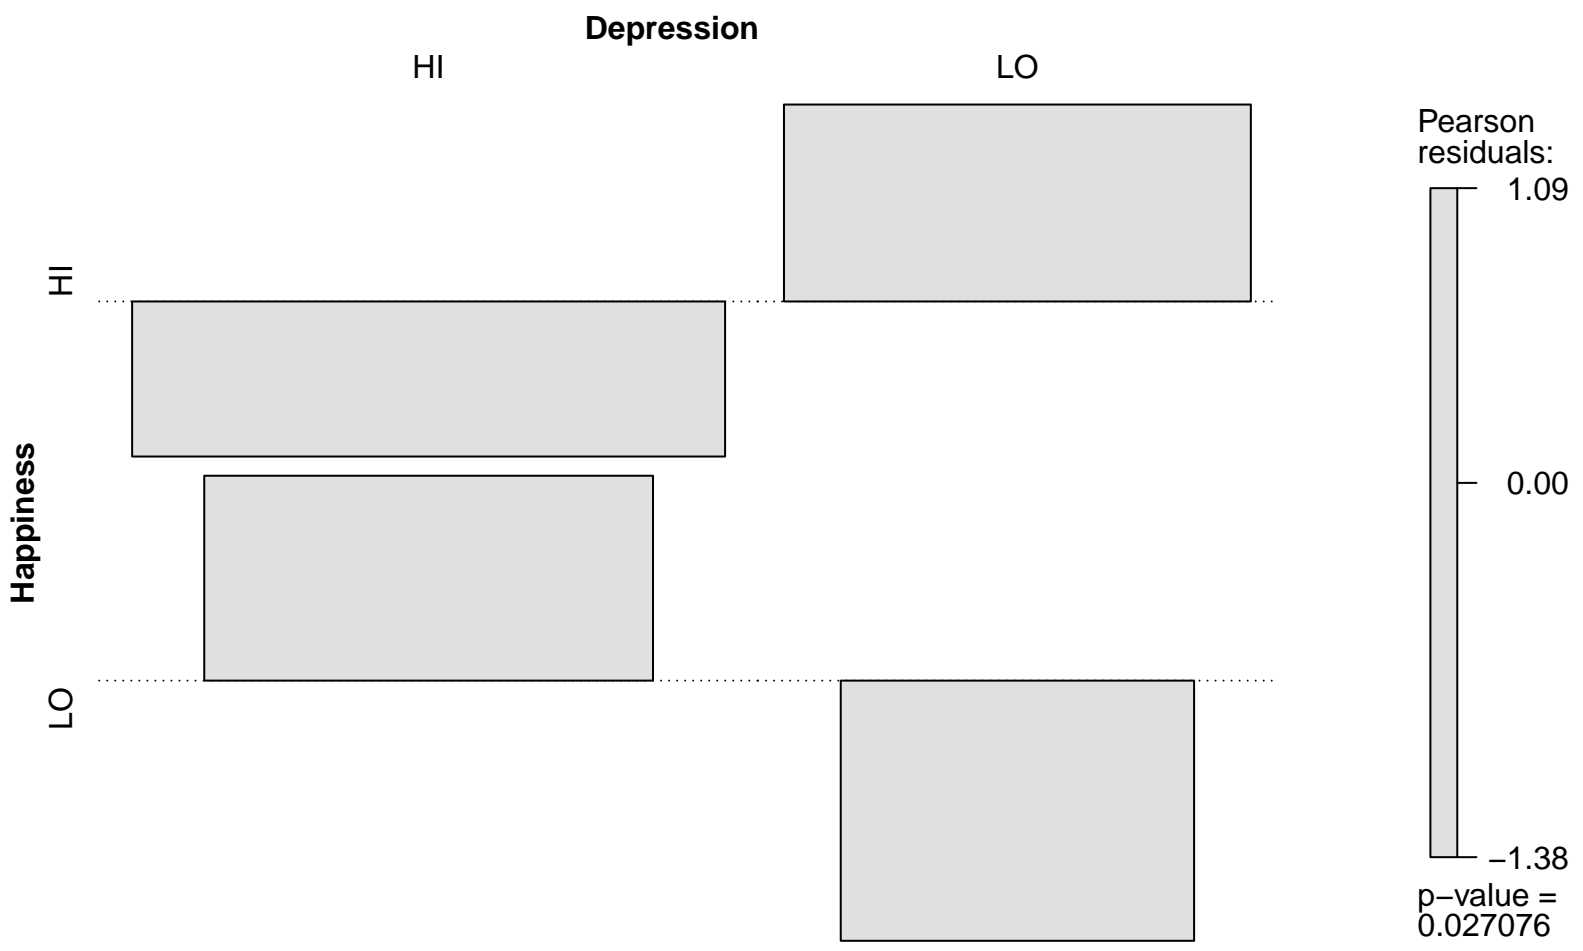 Depression
HI
LO
HI
Happiness
LO
Pearson
residuals:
1.09
0.00
−1.38
p−value =
0.027076